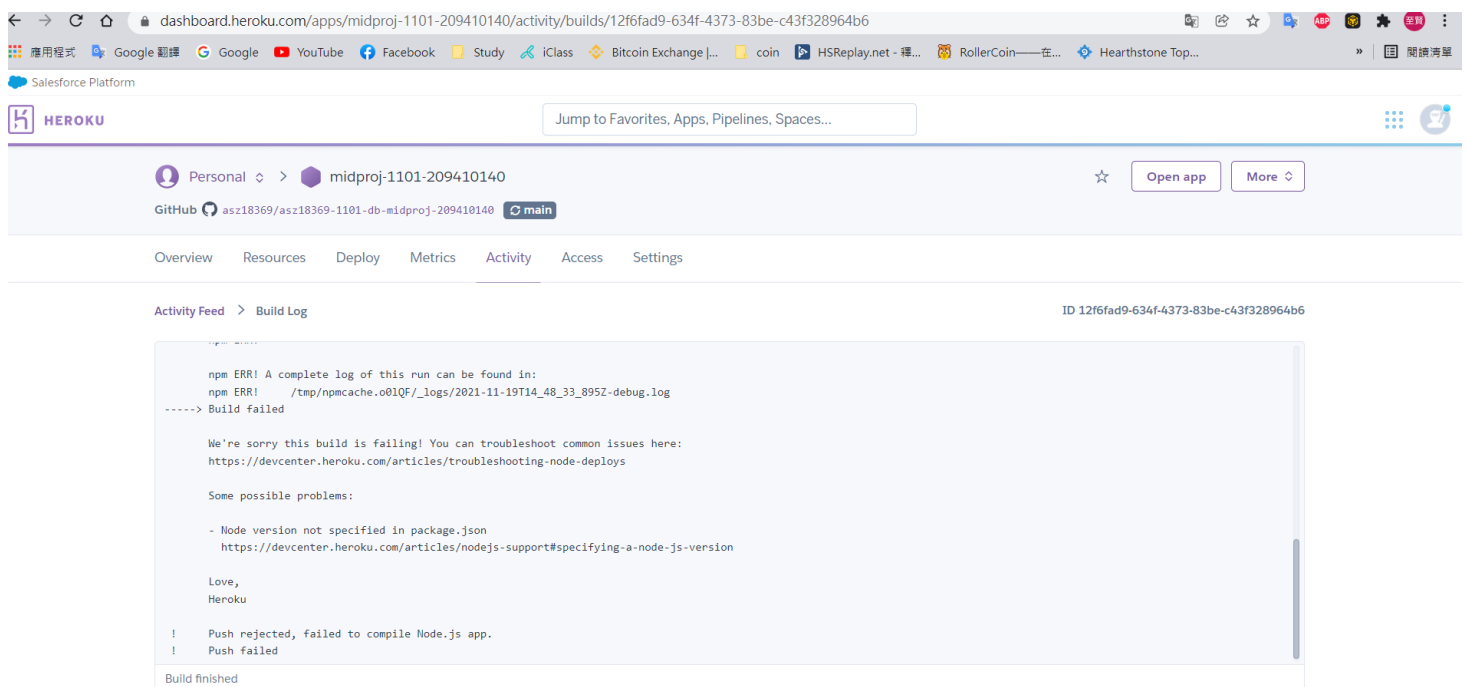 dashboard.heroku.com/apps/midproj-1101-209410140/activity/builds/12f6fad9-634f-4373-83be-c43f328964b6 ABP 至賢
應用程式 Google 翻譯 Google YouTube Facebook Study iClass Bitcoin Exchange |... coin HSReplay.net - 釋... RollerCoin——在... Hearthstone Top... » 閱讀清單
Salesforce Platform
HEROKU Jump to Favorites, Apps, Pipelines, Spaces...
Personal > midproj-1101-209410140 Open app More
GitHub asz18369/asz18369-1101-db-midproj-209410140 main
Overview Resources Deploy Metrics Activity Access Settings
Activity Feed > Build Log ID 12f6fad9-634f-4373-83be-c43f328964b6
npm ERR! A complete log of this run can be found in:
npm ERR!     /tmp/npmcache.o0lQF/_logs/2021-11-19T14_48_33_895Z-debug.log
-----> Build failed
We're sorry this build is failing! You can troubleshoot common issues here:
https://devcenter.heroku.com/articles/troubleshooting-node-deploys
Some possible problems:
- Node version not specified in package.json
https://devcenter.heroku.com/articles/nodejs-support#specifying-a-node-js-version
Love,
Heroku
!     Push rejected, failed to compile Node.js app.
!     Push failed
Build finished